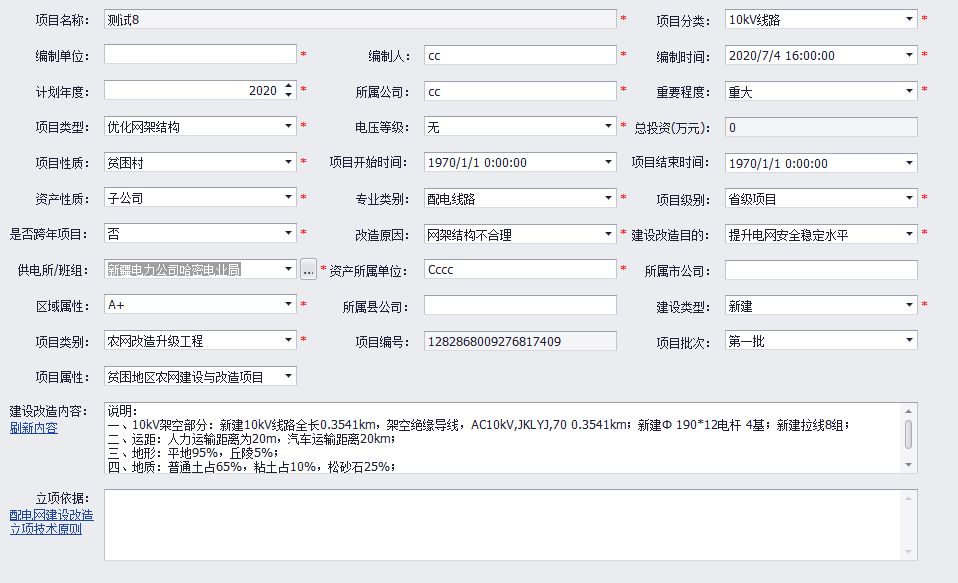 项目名称： 测试8 * 项目分类： 10kV线路 *
编制单位： * 编制人： cc * 编制时间： 2020/7/4 16:00:00 *
计划年度： 2020 * 所属公司： cc * 重要程度： 重大 *
项目类型： 优化网架结构 * 电压等级： 无 * 总投资(万元)： 0
项目性质： 贫困村 * 项目开始时间： 1970/1/1 0:00:00 项目结束时间： 1970/1/1 0:00:00
资产性质： 子公司 * 专业类别： 配电线路 * 项目级别： 省级项目 *
是否跨年项目： 否 * 改造原因： 网架结构不合理 * 建设改造目的： 提升电网安全稳定水平 *
供电所/班组： 新疆电力公司哈密电业局 ... * 资产所属单位： Cccc * 所属市公司：
区域属性： A+ * 所属县公司： 建设类型： 新建 *
项目类别： 农网改造升级工程 * 项目编号： 1282868009276817409 项目批次： 第一批
项目属性： 贫困地区农网建设与改造项目
建设改造内容： 说明：
刷新内容
一、10kV架空部分：新建10kV线路全长0.3541km，架空绝缘导线，AC10kV,JKLYJ,70 0.3541km；新建Φ 190*12电杆 4基；新建拉线8组；
二、运距：人力运输距离为20m，汽车运输距离20km；
三、地形：平地95%，丘陵5%；
四、地质：普通土占65%，粘土占10%，松砂石25%；
立项依据：
配电网建设改造
立项技术原则